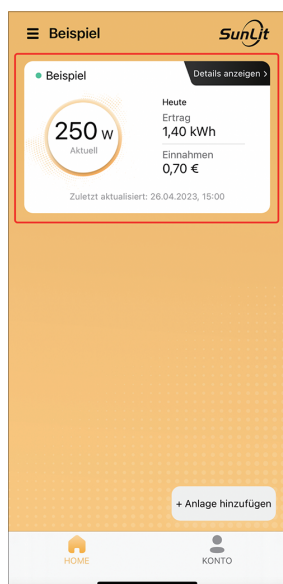 ☰ Beispiel SunLit
Beispiel
Details anzeigen >
250 W
Aktuell
Heute
Ertrag
1,40 kWh
Einnahmen
0,70 €
Zuletzt aktualisiert: 26.04.2023, 15:00
+ Anlage hinzufügen
HOME KONTO